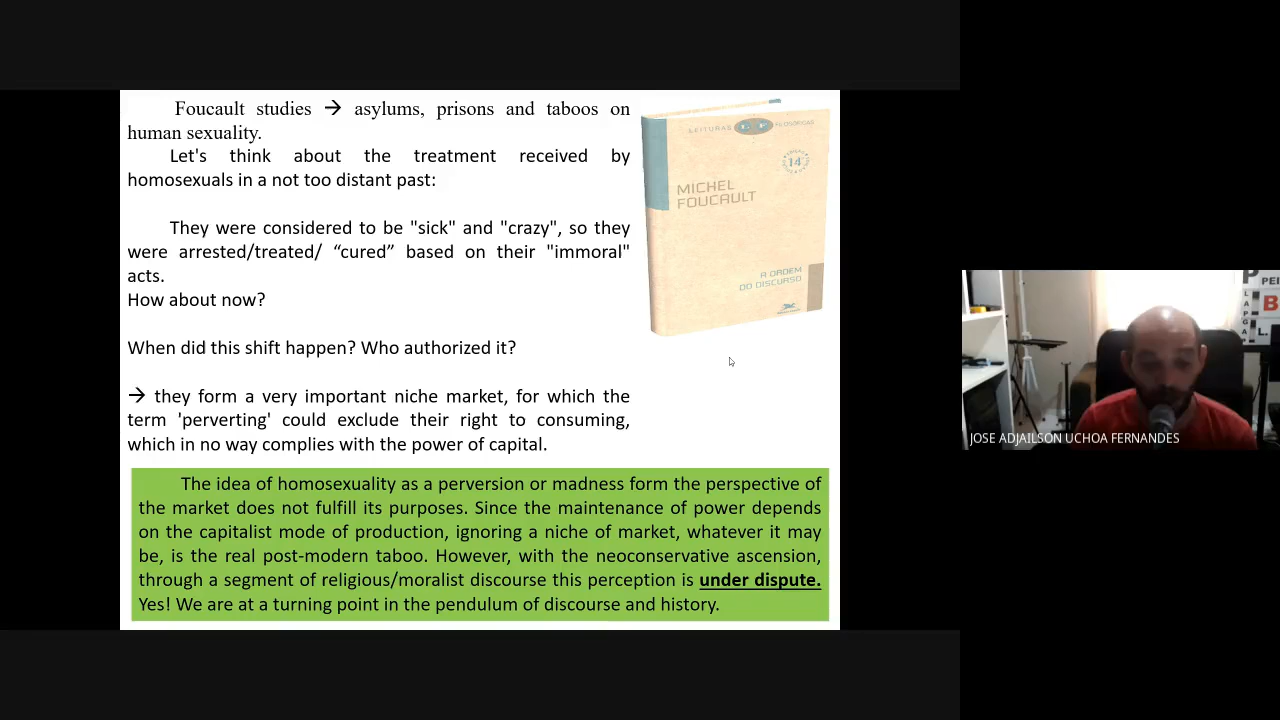 Foucault studies → asylums, prisons and taboos on
human sexuality.
Let's think about the treatment received by
homosexuals in a not too distant past:
They were considered to be "sick" and "crazy", so they
were arrested/treated/ “cured” based on their "immoral"
acts.
How about now?
When did this shift happen? Who authorized it?
→ they form a very important niche market, for which the
term 'perverting' could exclude their right to consuming,
which in no way complies with the power of capital.
The idea of homosexuality as a perversion or madness form the perspective of
the market does not fulfill its purposes. Since the maintenance of power depends
on the capitalist mode of production, ignoring a niche of market, whatever it may
be, is the real post-modern taboo. However, with the neoconservative ascension,
through a segment of religious/moralist discourse this perception is under dispute.
Yes! We are at a turning point in the pendulum of discourse and history.
LEITURAS FILOSÓFICAS
14ª
MICHEL
FOUCAULT
A ORDEM
DO DISCURSO
JOSE ADJAILSON UCHOA FERNANDES